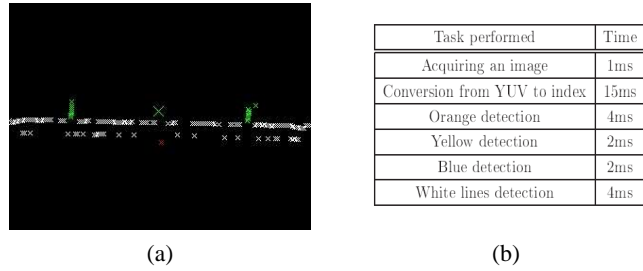 Task performed Time
Acquiring an image 1ms
Conversion from YUV to index 15ms
Orange detection 4ms
Yellow detection 2ms
Blue detection 2ms
White lines detection 4ms
(a) (b)